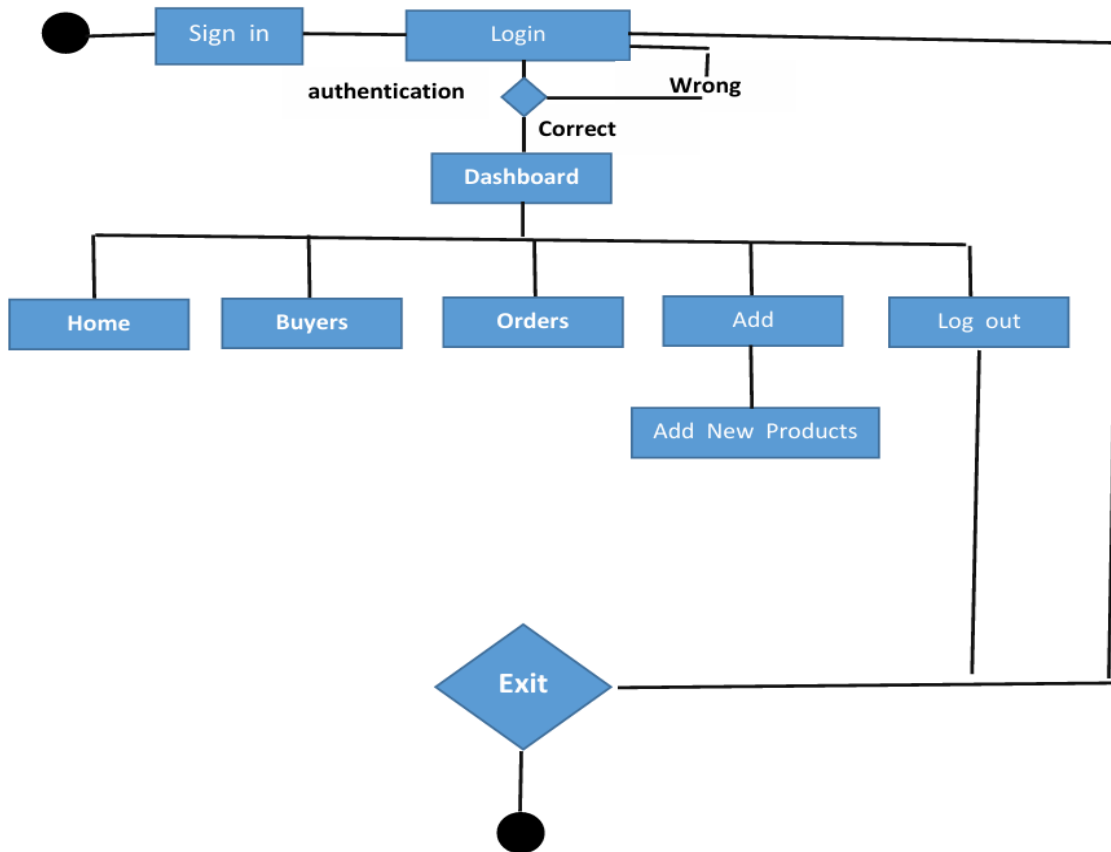 Sign in
Login
authentication
Wrong
Correct
Dashboard
Home
Buyers
Orders
Add
Log out
Add New Products
Exit